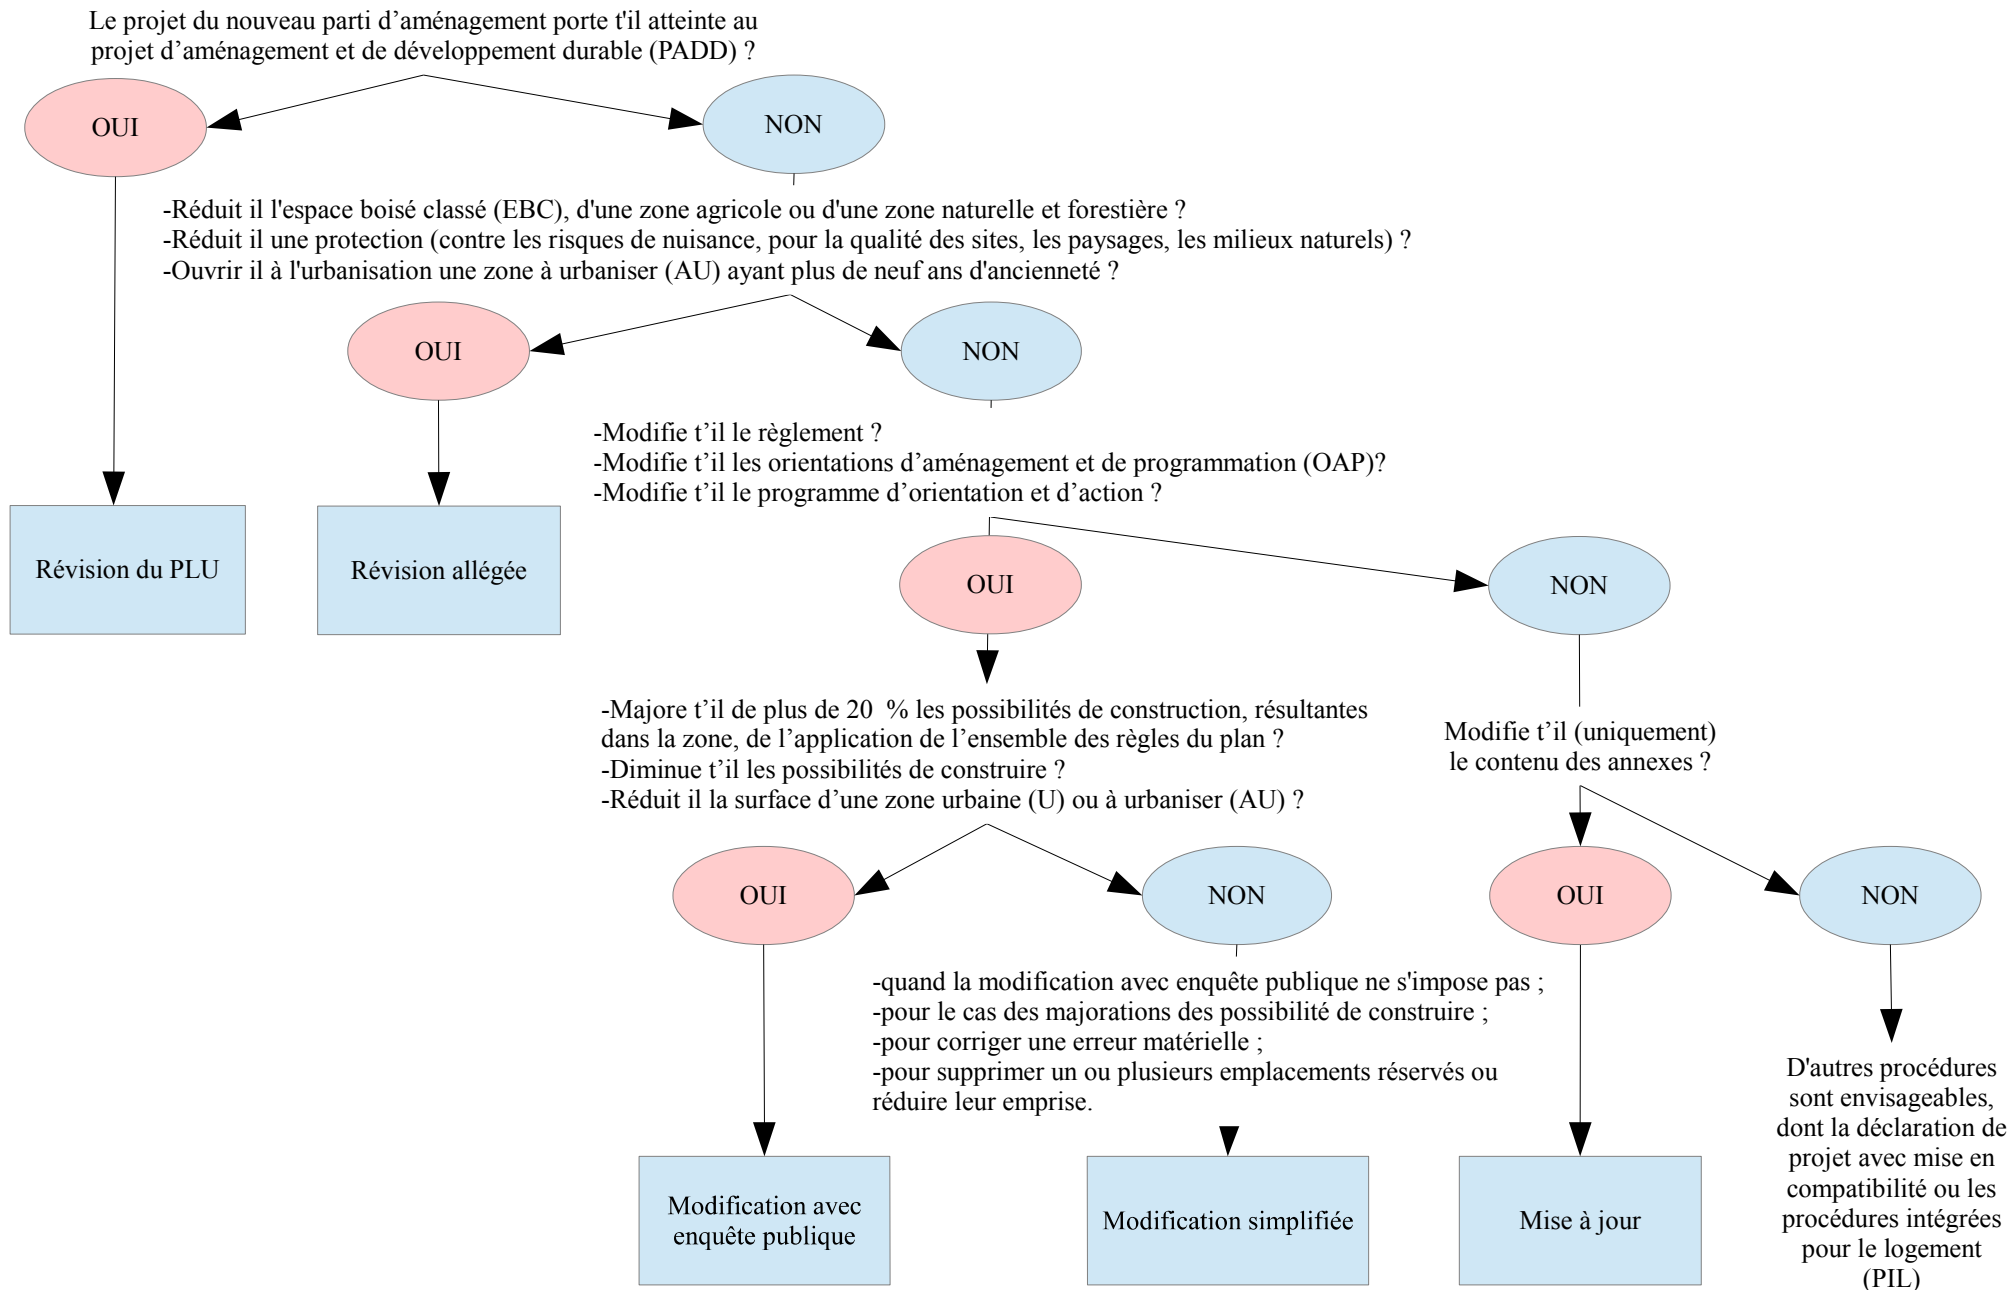 Le projet du nouveau parti d’aménagement porte t'il atteinte au
projet d’aménagement et de développement durable (PADD) ?
OUI
NON
-Réduit il l'espace boisé classé (EBC), d'une zone agricole ou d'une zone naturelle et forestière ?
-Réduit il une protection (contre les risques de nuisance, pour la qualité des sites, les paysages, les milieux naturels) ?
-Ouvrir il à l'urbanisation une zone à urbaniser (AU) ayant plus de neuf ans d'ancienneté ?
OUI
NON
-Modifie t’il le règlement ?
-Modifie t’il les orientations d’aménagement et de programmation (OAP)?
-Modifie t’il le programme d’orientation et d’action ?
Révision du PLU
Révision allégée
OUI
NON
-Majore t’il de plus de 20  % les possibilités de construction, résultantes
dans la zone, de l’application de l’ensemble des règles du plan ?
-Diminue t’il les possibilités de construire ?
-Réduit il la surface d’une zone urbaine (U) ou à urbaniser (AU) ?
Modifie t’il (uniquement)
le contenu des annexes ?
OUI
NON
OUI
NON
-quand la modification avec enquête publique ne s'impose pas ;
-pour le cas des majorations des possibilité de construire ;
-pour corriger une erreur matérielle ;
-pour supprimer un ou plusieurs emplacements réservés ou
réduire leur emprise.
Modification avec
enquête publique
Modification simplifiée
Mise à jour
D'autres procédures
sont envisageables,
dont la déclaration de
projet avec mise en
compatibilité ou les
procédures intégrées
pour le logement
(PIL)